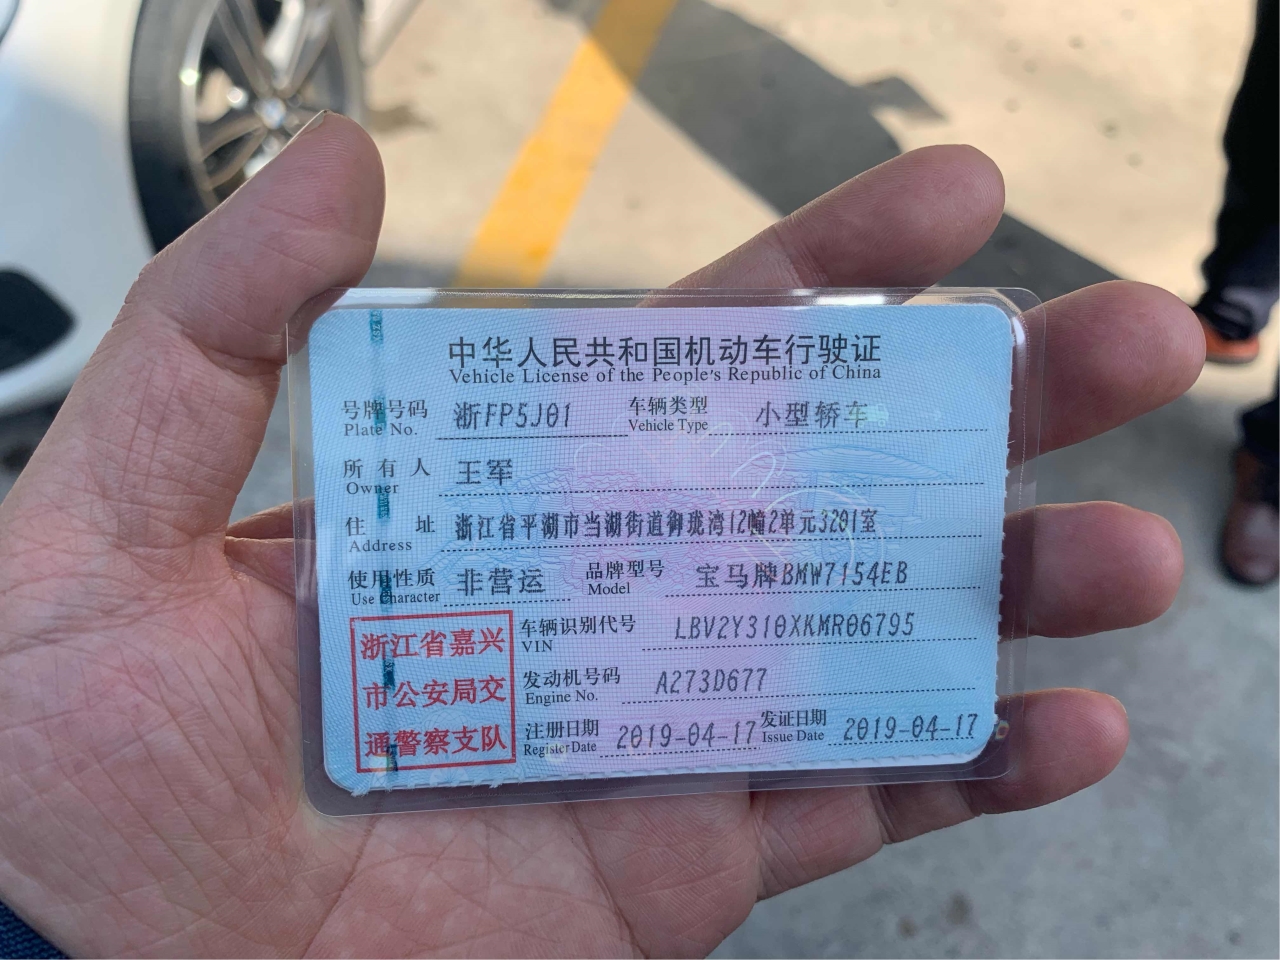 中华人民共和国机动车行驶证
Vehicle License of the People's Republic of China
号牌号码 浙FP5J01 车辆类型 小型轿车
Plate No. Vehicle Type
所有人 王军
Owner
住址 浙江省平湖市当湖街道御珑湾12幢2单元3201室
Address
使用性质 非营运 品牌型号 宝马牌BMW7154EB
Use Character Model
浙江省嘉兴
市公安局交
通警察支队
车辆识别代号 LBV2Y310XKMR06795
VIN
发动机号码 A273D677
Engine No.
注册日期 2019-04-17 发证日期 2019-04-17
Register Date Issue Date